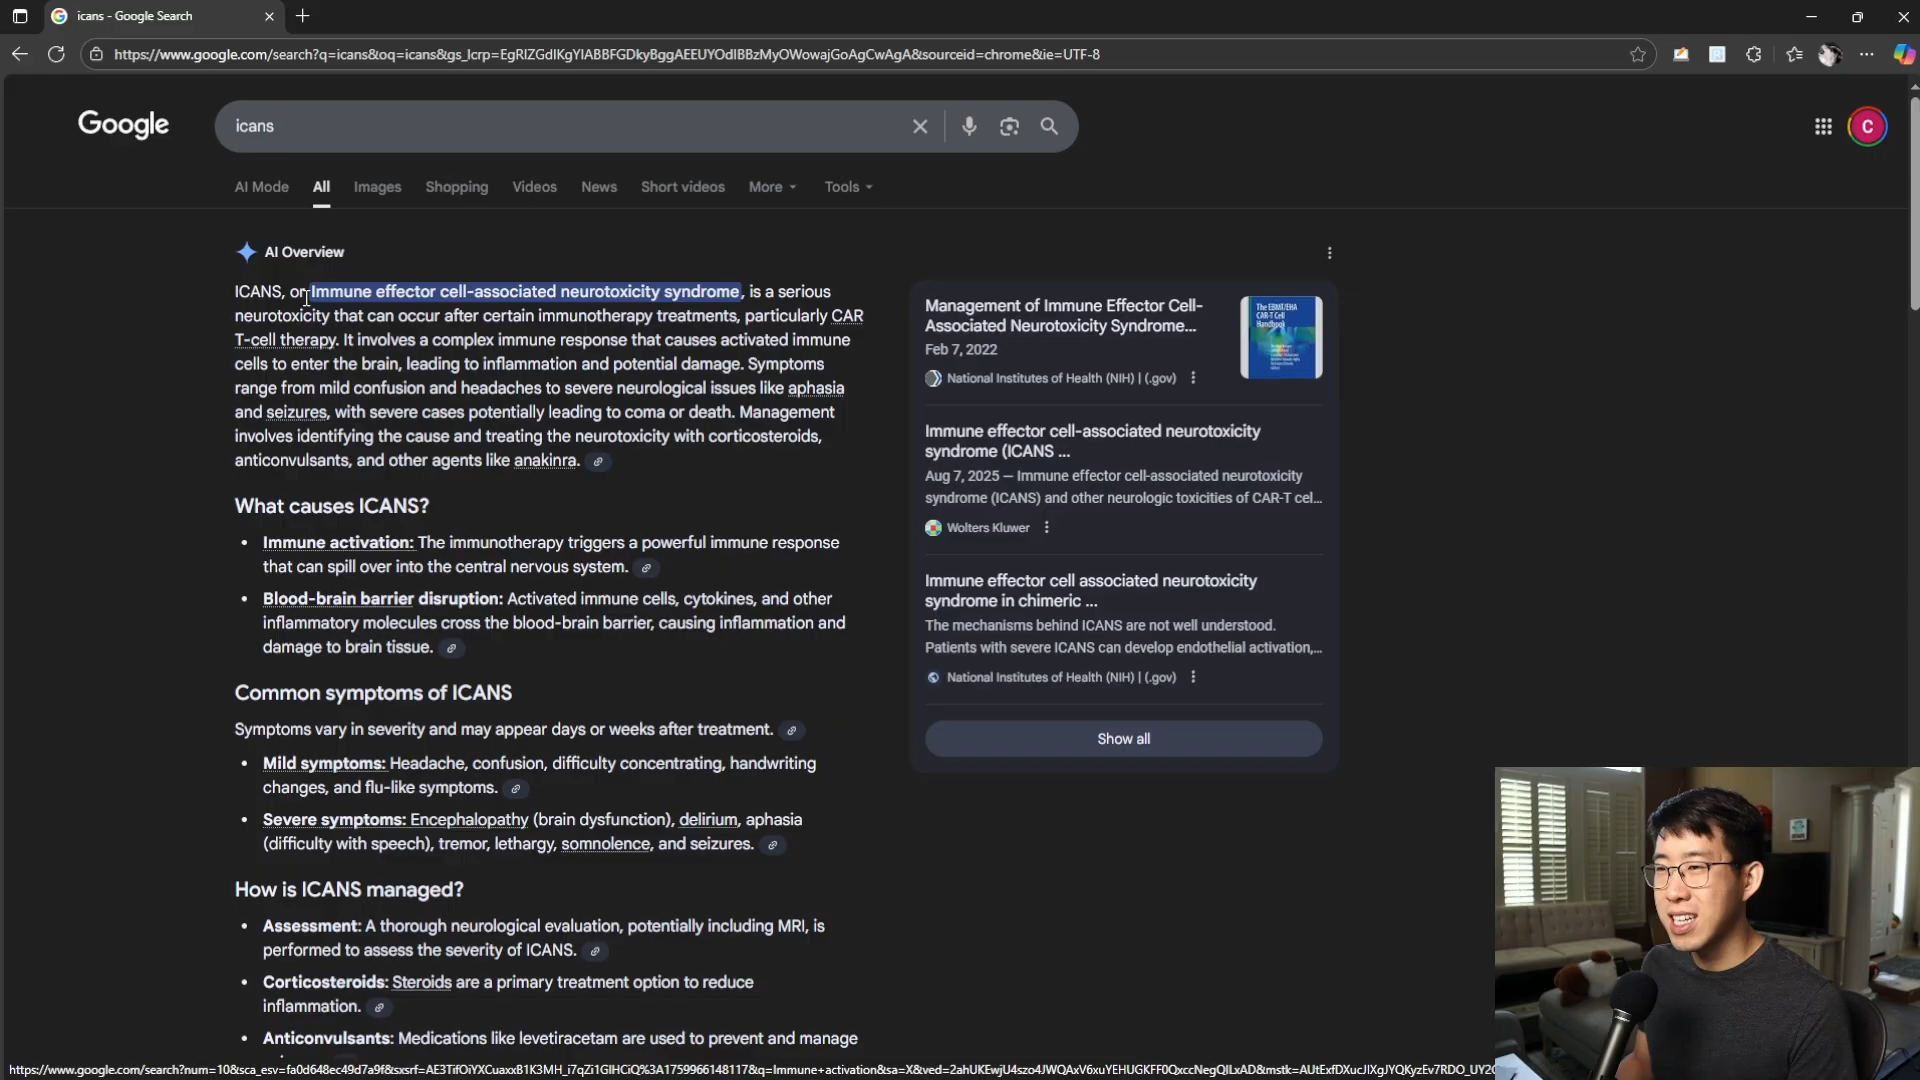 icans - Google Search
https://www.google.com/search?q=icans&oq=icans&gs_lcrp=EgRlZGdlKgYIABBFGDkyBggAEEUYOdIBBzMyOWowajGoAgCwAgA&sourceid=chrome&ie=UTF-8
Google
icans
C
AI Mode
All
Images
Shopping
Videos
News
Short videos
More
Tools
AI Overview
ICANS, or Immune effector cell-associated neurotoxicity syndrome, is a serious
neurotoxicity that can occur after certain immunotherapy treatments, particularly CAR
T-cell therapy. It involves a complex immune response that causes activated immune
cells to enter the brain, leading to inflammation and potential damage. Symptoms
range from mild confusion and headaches to severe neurological issues like aphasia
and seizures, with severe cases potentially leading to coma or death. Management
involves identifying the cause and treating the neurotoxicity with corticosteroids,
anticonvulsants, and other agents like anakinra.
What causes ICANS?
• Immune activation: The immunotherapy triggers a powerful immune response
that can spill over into the central nervous system.
• Blood-brain barrier disruption: Activated immune cells, cytokines, and other
inflammatory molecules cross the blood-brain barrier, causing inflammation and
damage to brain tissue.
Common symptoms of ICANS
Symptoms vary in severity and may appear days or weeks after treatment.
• Mild symptoms: Headache, confusion, difficulty concentrating, handwriting
changes, and flu-like symptoms.
• Severe symptoms: Encephalopathy (brain dysfunction), delirium, aphasia
(difficulty with speech), tremor, lethargy, somnolence, and seizures.
How is ICANS managed?
• Assessment: A thorough neurological evaluation, potentially including MRI, is
performed to assess the severity of ICANS.
• Corticosteroids: Steroids are a primary treatment option to reduce
inflammation.
• Anticonvulsants: Medications like levetiracetam are used to prevent and manage
Management of Immune Effector Cell-
Associated Neurotoxicity Syndrome...
Feb 7, 2022
National Institutes of Health (NIH) | (.gov)
The EBMT/EHA
CAR-T Cell
Handbook
Immune effector cell-associated neurotoxicity
syndrome (ICANS ...
Aug 7, 2025 — Immune effector cell-associated neurotoxicity
syndrome (ICANS) and other neurologic toxicities of CAR-T cel...
Wolters Kluwer
Immune effector cell associated neurotoxicity
syndrome in chimeric ...
The mechanisms behind ICANS are not well understood.
Patients with severe ICANS can develop endothelial activation,...
National Institutes of Health (NIH) | (.gov)
Show all